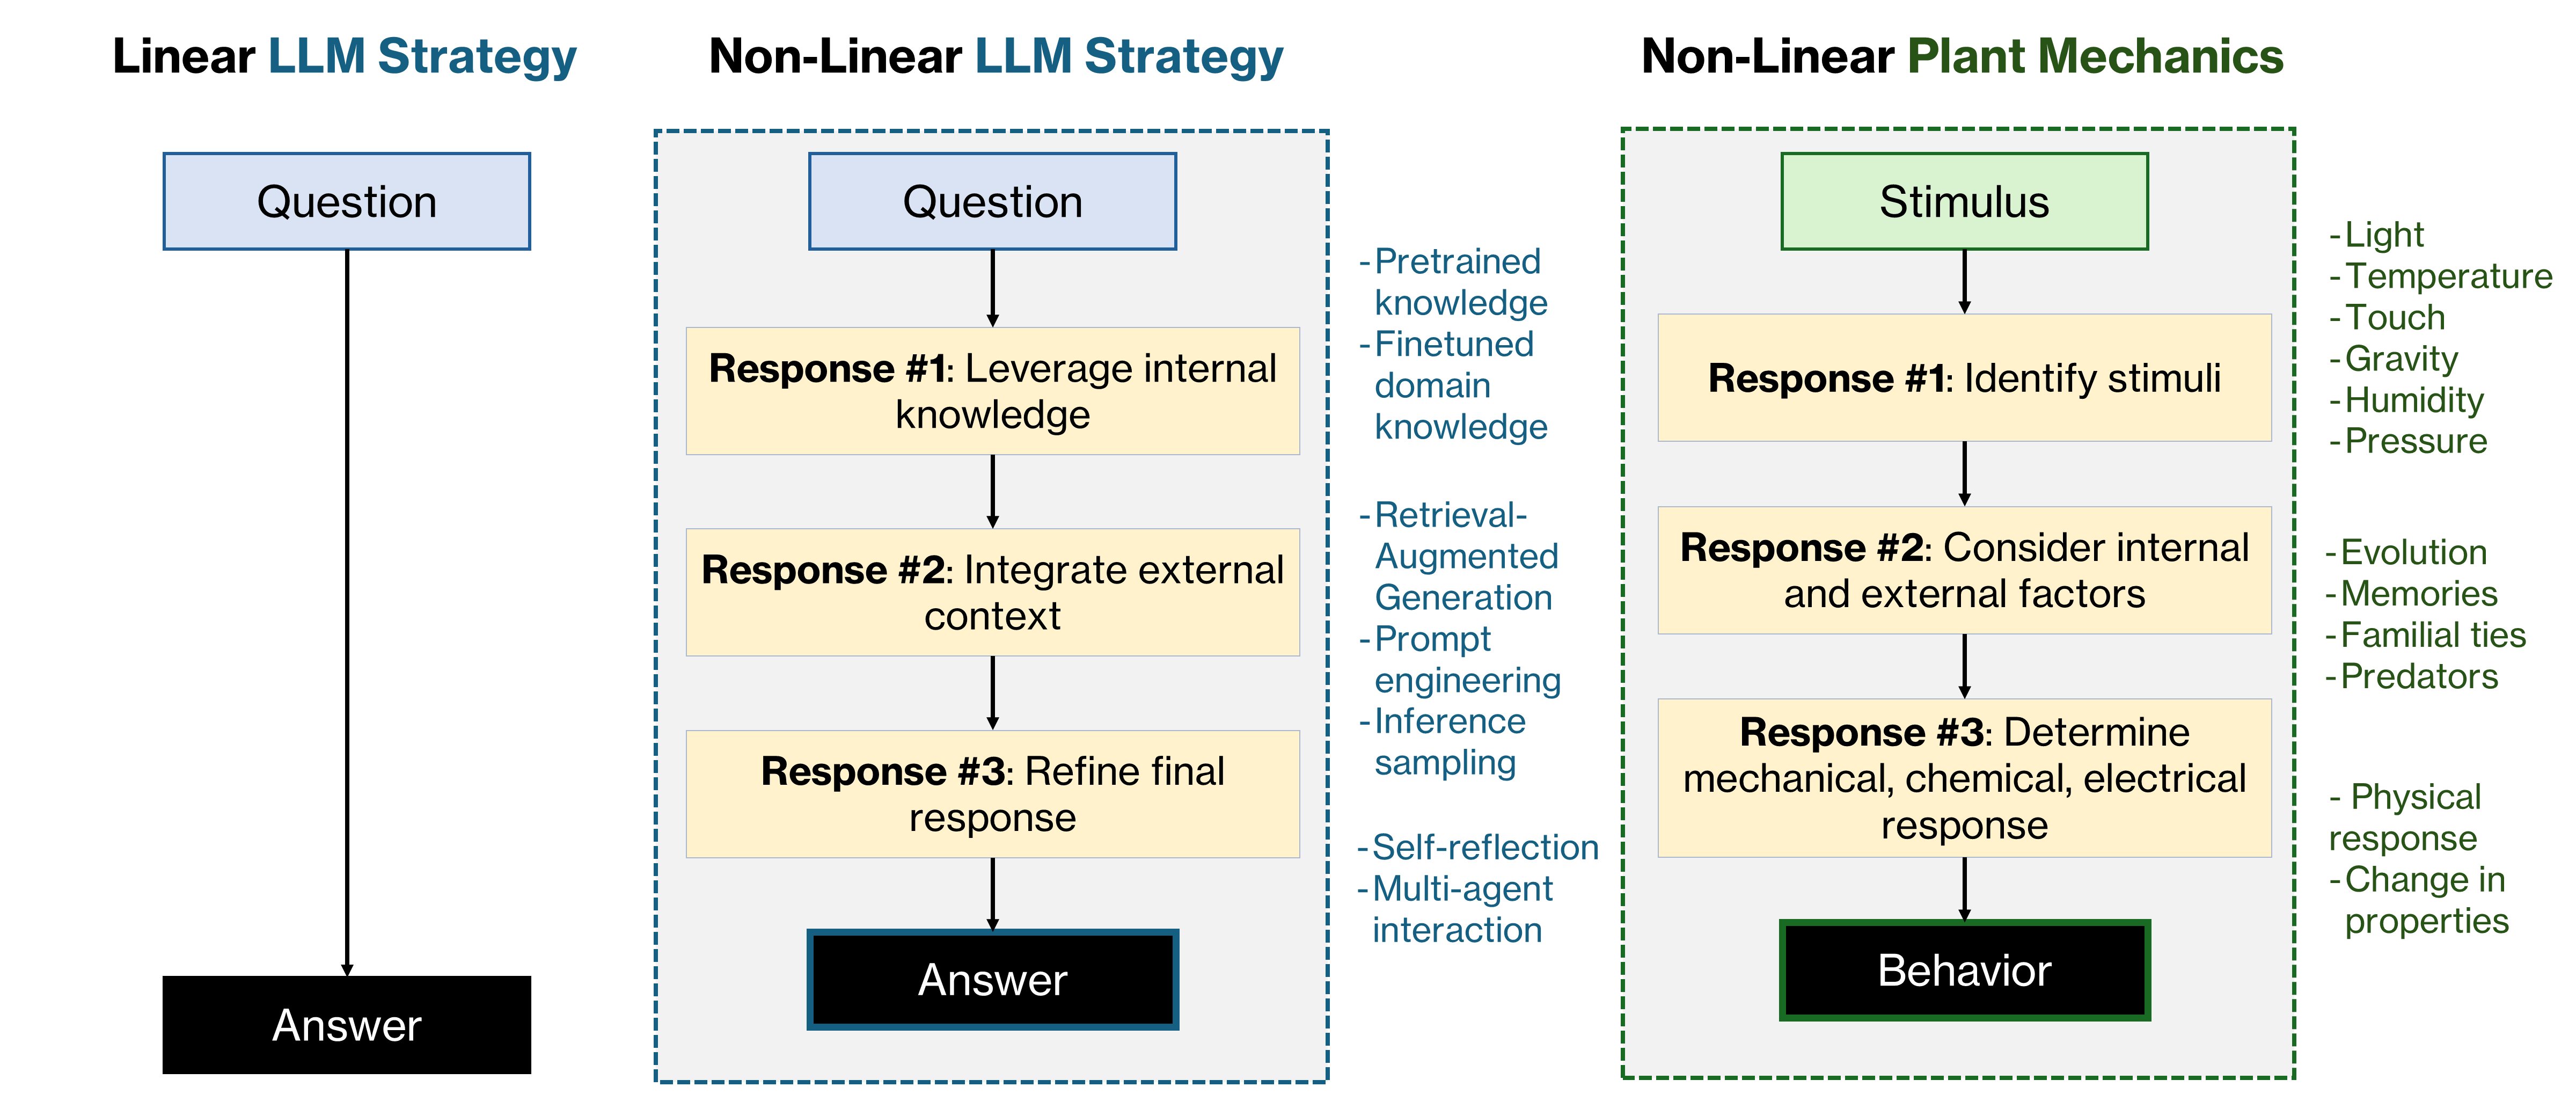 Linear LLM Strategy
Question
Answer
Non-Linear LLM Strategy
Question
Response #1: Leverage internal
knowledge
Response #2: Integrate external
context
Response #3: Refine final
response
Answer
-Pretrained
knowledge
-Finetuned
domain
knowledge
-Retrieval-
Augmented
Generation
-Prompt
engineering
-Inference
sampling
-Self-reflection
-Multi-agent
interaction
Non-Linear Plant Mechanics
Stimulus
Response #1: Identify stimuli
Response #2: Consider internal
and external factors
Response #3: Determine
mechanical, chemical, electrical
response
Behavior
-Light
-Temperature
-Touch
-Gravity
-Humidity
-Pressure
-Evolution
-Memories
-Familial ties
-Predators
- Physical
response
-Change in
properties